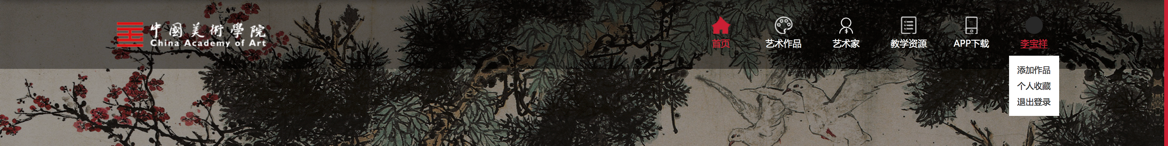 中国美術學院
China Academy of Art
首页
艺术作品
艺术家
教学资源
APP下载
李宝祥
添加作品
个人收藏
退出登录